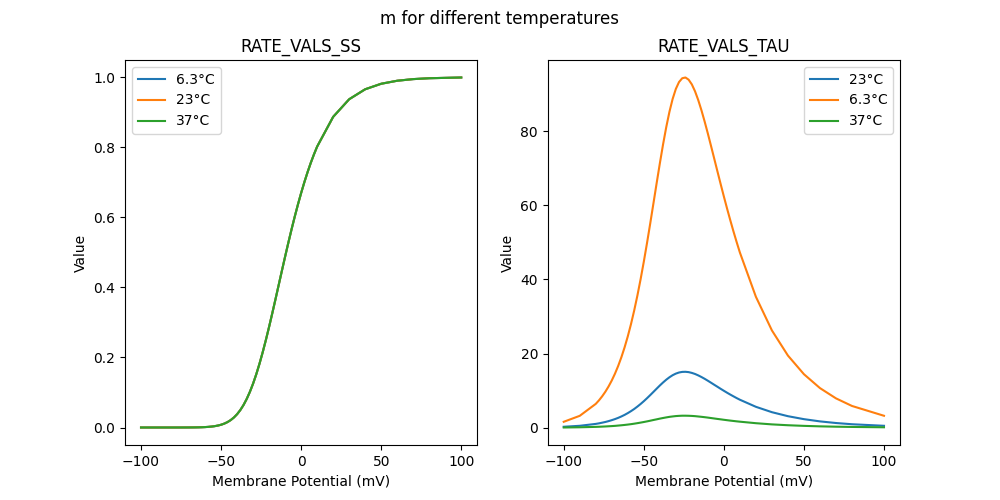 m for different temperatures
RATE_VALS_SS
1.0
0.8
0.6
0.4
0.2
0.0
Value
6.3°C
23°C
37°C
−100
−50
0
50
100
Membrane Potential (mV)
RATE_VALS_TAU
80
60
40
20
0
Value
23°C
6.3°C
37°C
−100
−50
0
50
100
Membrane Potential (mV)